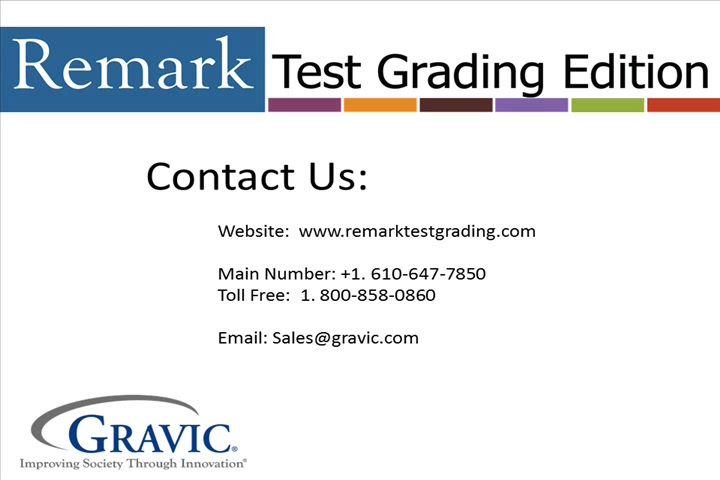 Remark Test Grading Edition
Contact Us:
Website:  www.remarktestgrading.com
Main Number: +1. 610-647-7850
Toll Free:  1. 800-858-0860
Email: Sales@gravic.com
GRAVIC®
Improving Society Through Innovation®